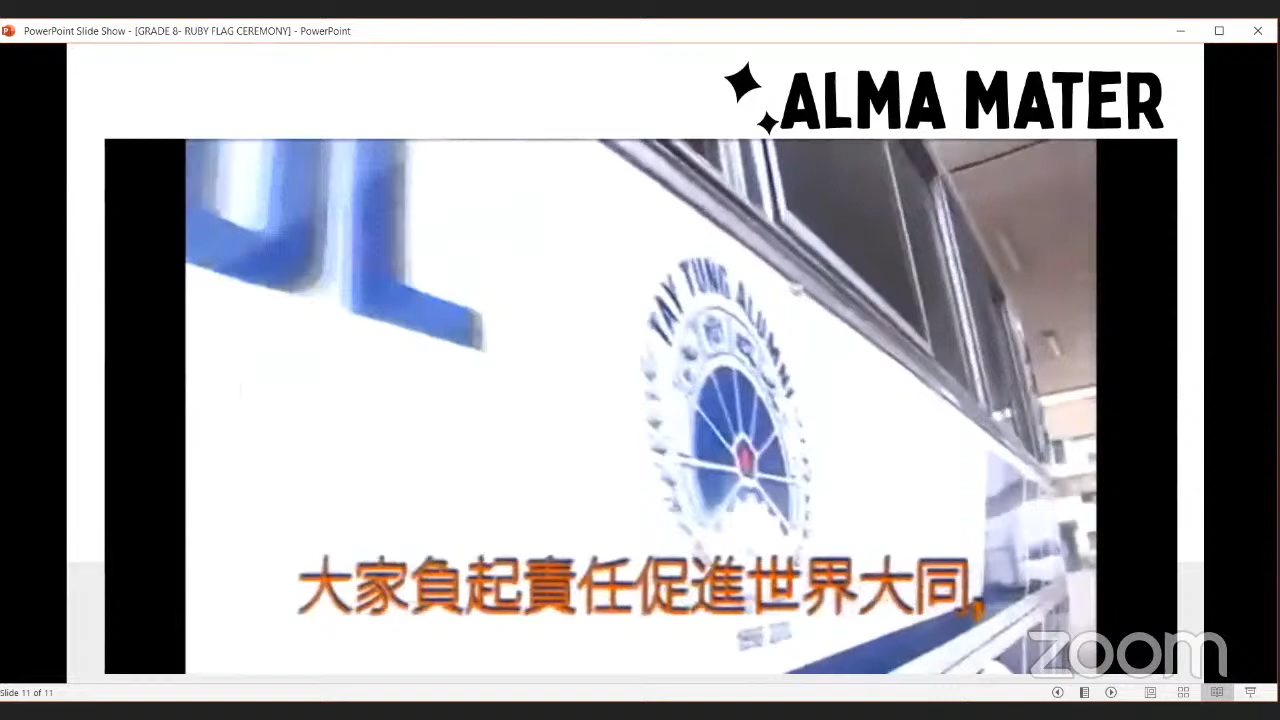 PowerPoint Slide Show - [GRADE 8- RUBY FLAG CEREMONY] - PowerPoint
ALMA MATER
TAY TUNG ALUMNI
大家負起責任促進世界大同,
zoom
Slide 11 of 11